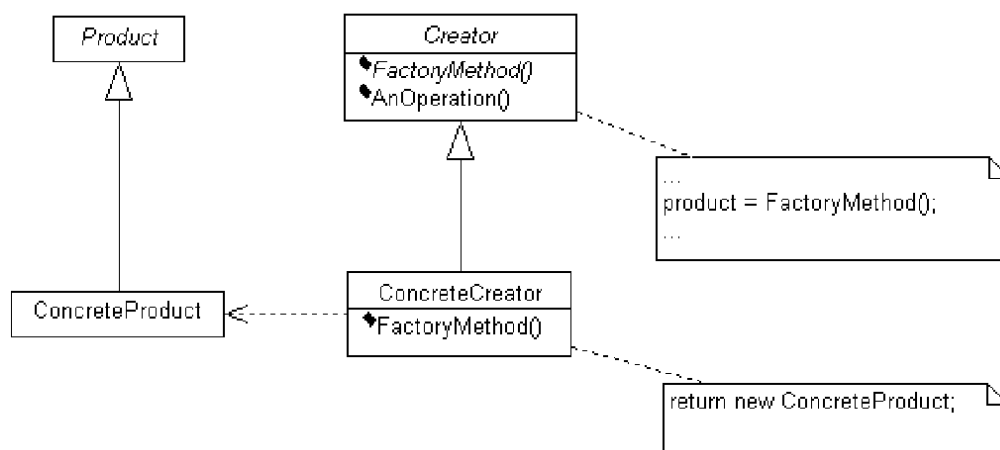 Product
Creator
FactoryMethod()
AnOperation()
...
product = FactoryMethod();
...
ConcreteProduct
ConcreteCreator
FactoryMethod()
return new ConcreteProduct;